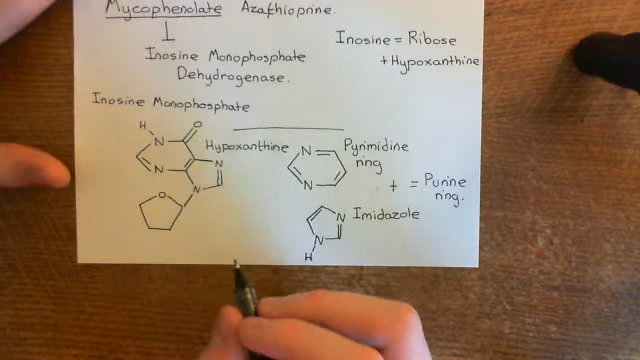 Mycophenolate Azathioprine.
Inosine Monophosphate
Dehydrogenase.
Inosine = Ribose
+ Hypoxanthine
Inosine Monophosphate
H
O
N
N
N
N
O
Hypoxanthine
N
N
Pyrimidine
ring
+ = Purine
ring.
N
N
H
Imidazole